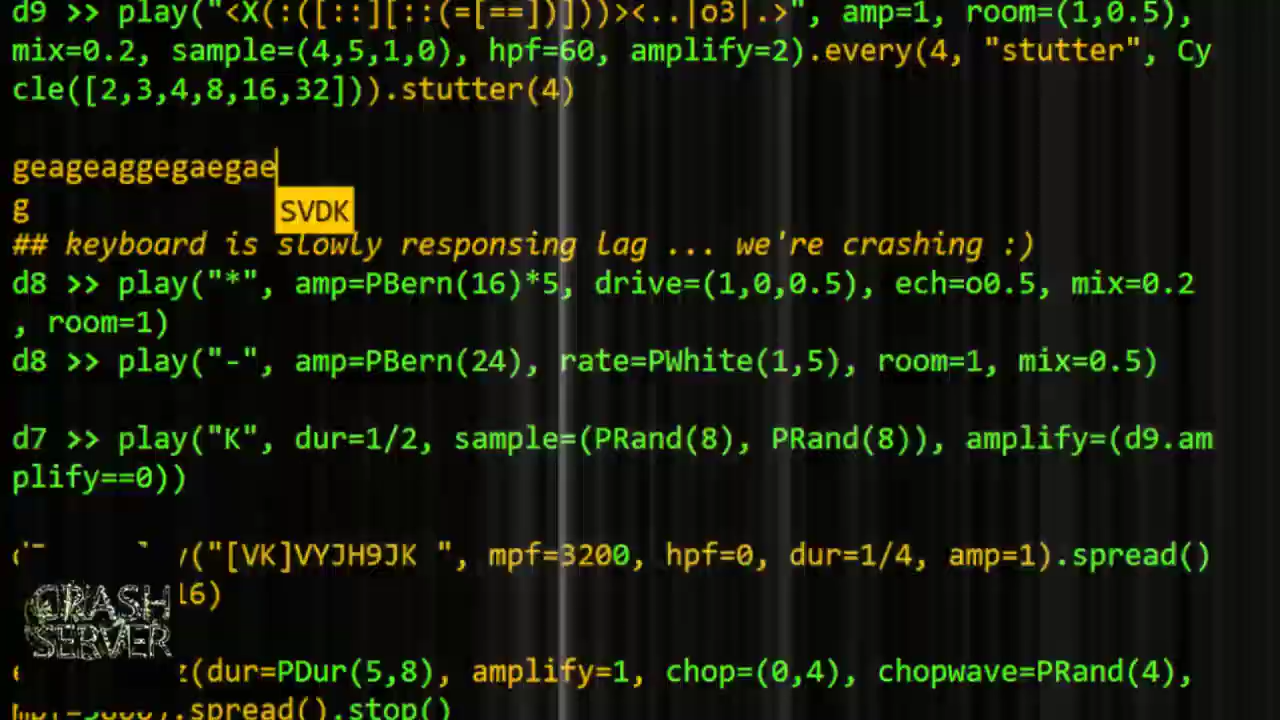 d9 >> play("<X(:([::][::(=[==])]))><..|o3|.>", amp=1, room=(1,0.5),
mix=0.2, sample=(4,5,1,0), hpf=60, amplify=2).every(4, "stutter", Cy
cle([2,3,4,8,16,32])).stutter(4)
geageaggegaegae
g
SVDK
## keyboard is slowly responsing lag ... we're crashing :)
d8 >> play("*", amp=PBern(16)*5, drive=(1,0,0.5), ech=o0.5, mix=0.2
, room=1)
d8 >> play("-", amp=PBern(24), rate=PWhite(1,5), room=1, mix=0.5)
d7 >> play("K", dur=1/2, sample=(PRand(8), PRand(8)), amplify=(d9.am
plify==0))
("[VK]VYJH9JK ", mpf=3200, hpf=0, dur=1/4, amp=1).spread()
16)
CRASH
SERVER
(dur=PDur(5,8), amplify=1, chop=(0,4), chopwave=PRand(4),
.spread().stop()